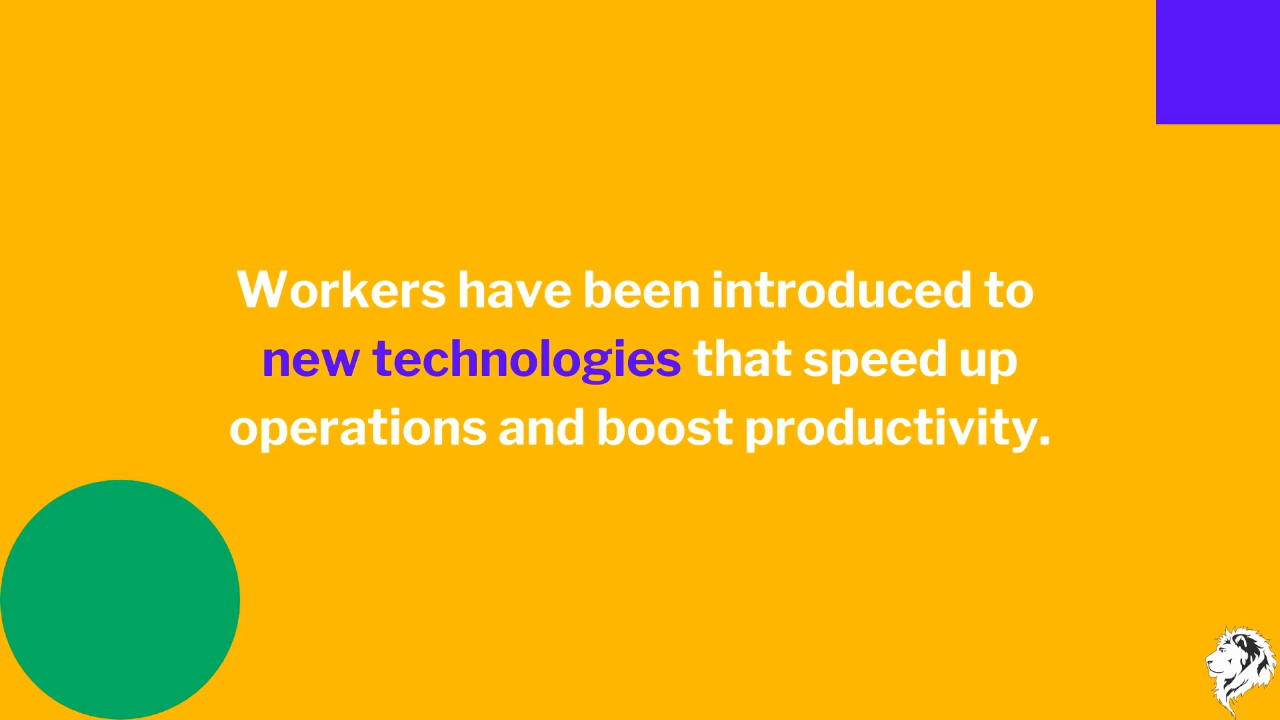 Workers have been introduced to
new technologies that speed up
operations and boost productivity.